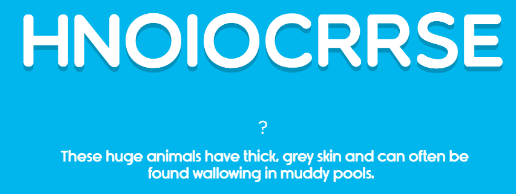 HNOIOCRRSE
?
These huge animals have thick, grey skin and can often be
found wallowing in muddy pools.